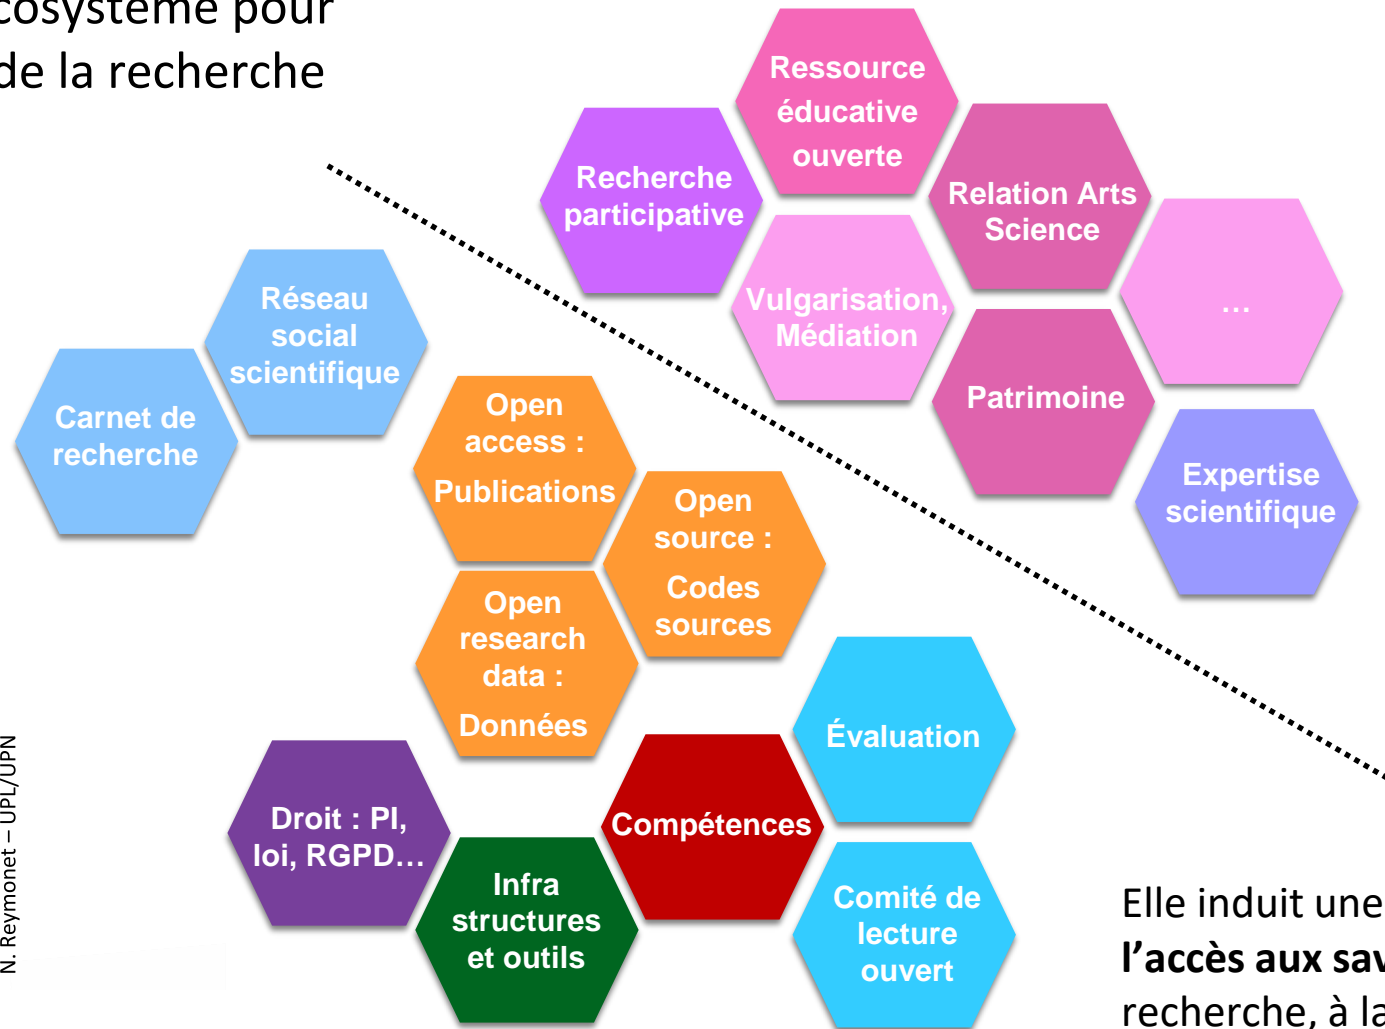 cosystème pour
de la recherche
Ressource
éducative
ouverte
Recherche
participative
Relation Arts
Science
Vulgarisation,
Médiation
...
Patrimoine
Expertise
scientifique
Réseau
social
scientifique
Carnet de
recherche
Open
access :
Publications
Open
source :
Codes
sources
Open
research
data :
Données
Évaluation
Compétences
Droit : PI,
loi, RGPD...
Infra
structures
et outils
Comité de
lecture
ouvert
N. Reymonet – UPL/UPN
Elle induit une
l’accès aux sav
recherche, à la